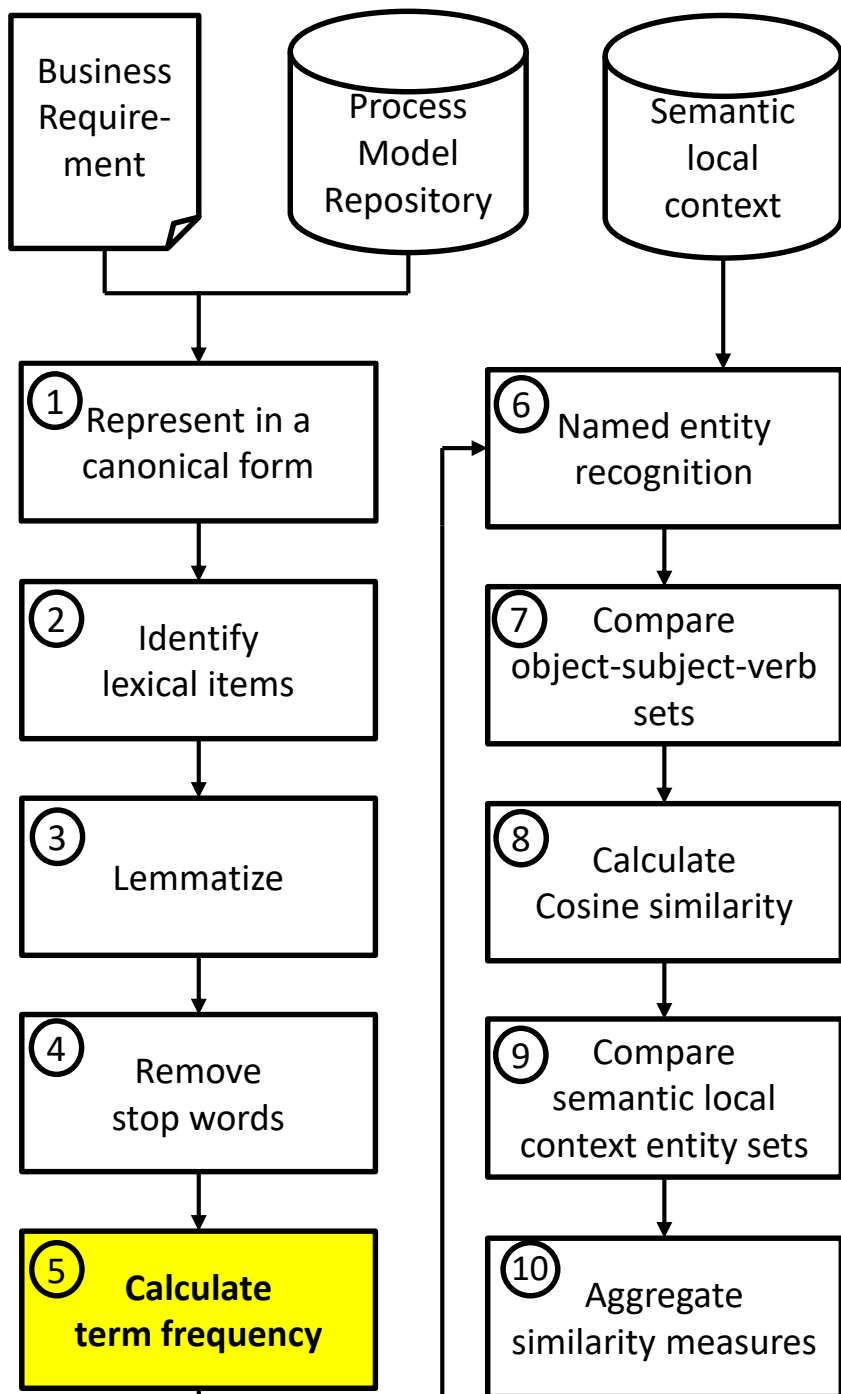 Business
Require-
ment
Process
Model
Repository
Semantic
local
context
1
Represent in a
canonical form
2
Identify
lexical items
3
Lemmatize
4
Remove
stop words
5
Calculate
term frequency
6
Named entity
recognition
7
Compare
object-subject-verb
sets
8
Calculate
Cosine similarity
9
Compare
semantic local
context entity sets
10
Aggregate
similarity measures